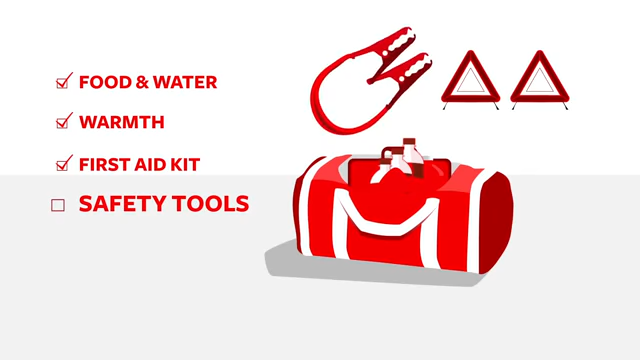 FOOD & WATER
WARMTH
FIRST AID KIT
SAFETY TOOLS